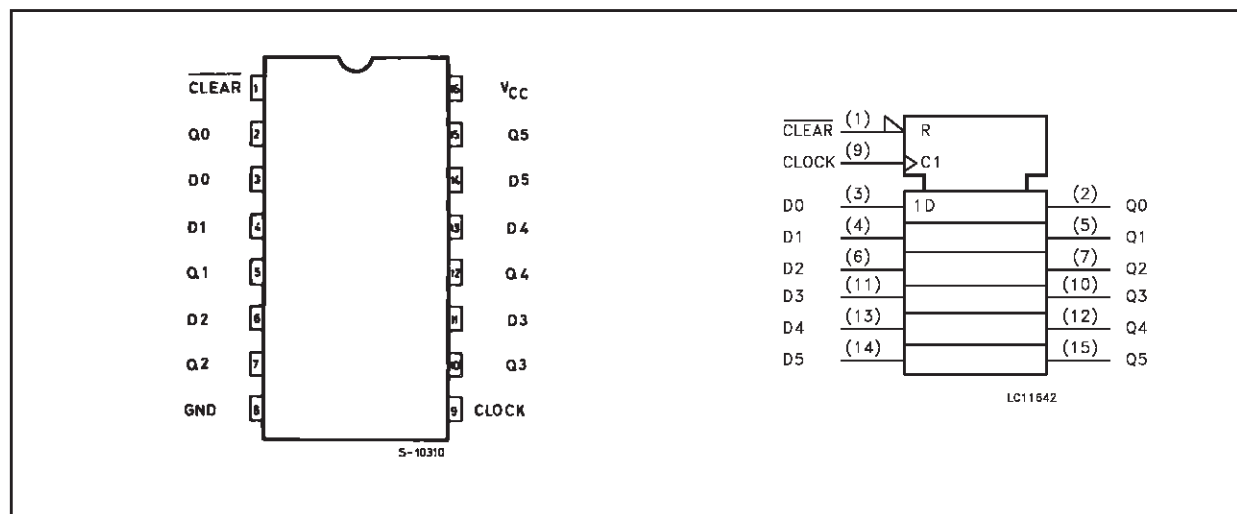 CLEAR 1 16 VCC
Q0 2 15 Q5
D0 3 14 D5
D1 4 13 D4
Q1 5 12 Q4
D2 6 11 D3
Q2 7 10 Q3
GND 8 9 CLOCK
S-10310
CLEAR (1) R
CLOCK (9) C1
D0 (3) 1D (2) Q0
D1 (4) (5) Q1
D2 (6) (7) Q2
D3 (11) (10) Q3
D4 (13) (12) Q4
D5 (14) (15) Q5
LC11642